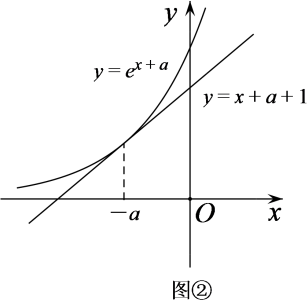 y
y=e^{x+a}
y=x+a+1
−a
O
x
图②